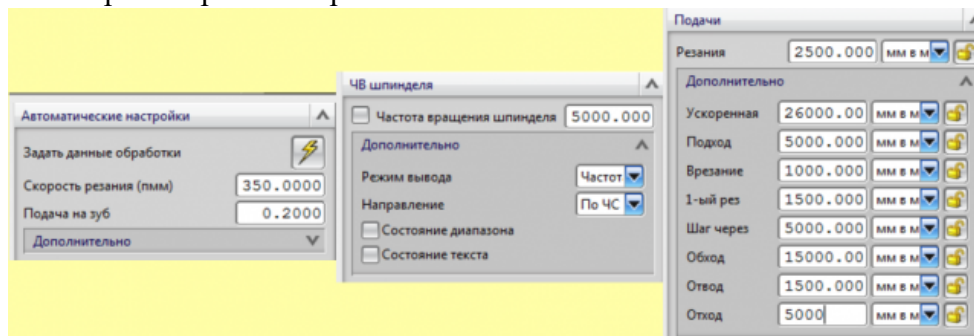 Автоматические настройки
Задать данные обработки
Скорость резания (пмм) 350.0000
Подача на зуб 0.2000
Дополнительно
ЧВ шпинделя
Частота вращения шпинделя 5000.000
Дополнительно
Режим вывода Частот
Направление По ЧС
Состояние диапазона
Состояние текста
Подачи
Резания 2500.000 мм в м
Дополнительно
Ускоренная 26000.00 мм в м
Подход 5000.000 мм в м
Врезание 1000.000 мм в м
1-ый рез 1500.000 мм в м
Шаг через 5000.000 мм в м
Обход 15000.00 мм в м
Отвод 1500.000 мм в м
Отход 5000 мм в м